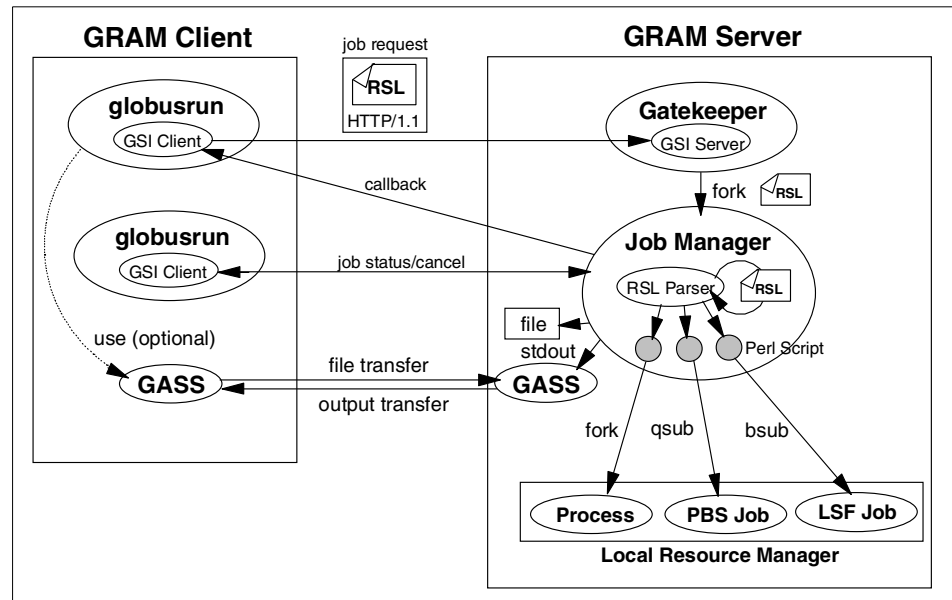 GRAM Client
job request
RSL
HTTP/1.1
GRAM Server
globusrun
GSI Client
Gatekeeper
GSI Server
callback
fork
RSL
globusrun
GSI Client
job status/cancel
Job Manager
RSL Parser
RSL
file
stdout
Perl Script
use (optional)
GASS
file transfer
output transfer
GASS
fork
qsub
bsub
Process
PBS Job
LSF Job
Local Resource Manager